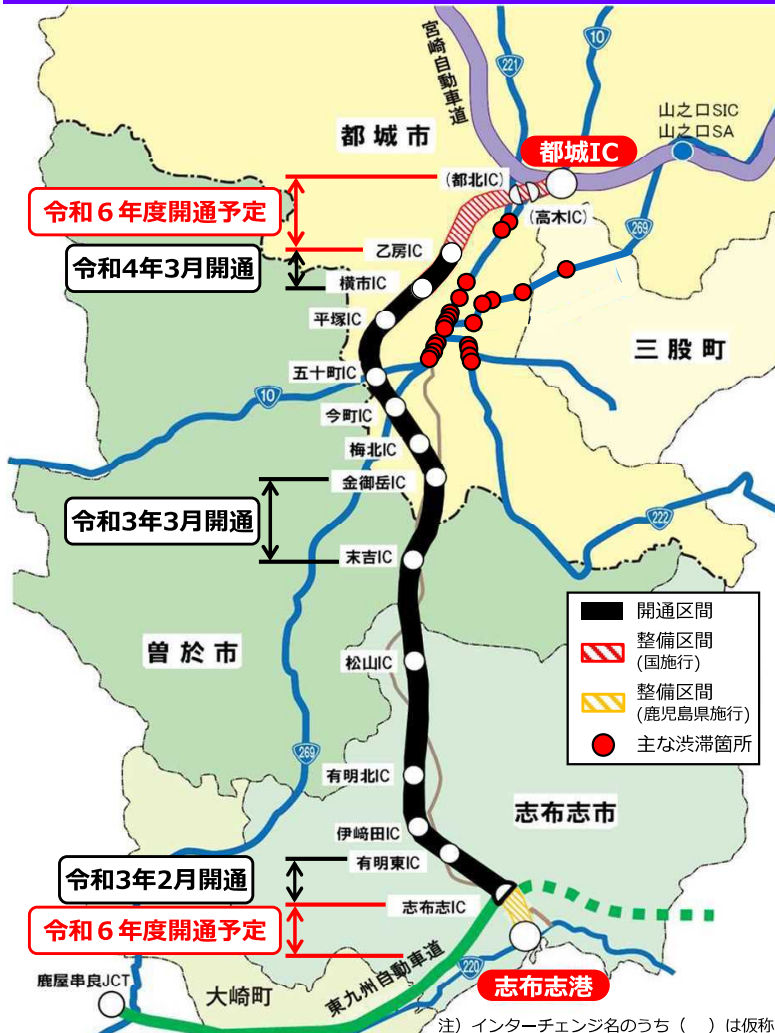 宮崎自動車道
221
10
山之口SIC
山之口SA
都城市
都城IC
(都北IC)
(高木IC)
令和６年度開通予定
269
乙房IC
令和4年3月開通
横市IC
平塚IC
三股町
五十町IC
10
今町IC
梅北IC
金御岳IC
令和3年3月開通
222
末吉IC
開通区間
整備区間
(国施行)
整備区間
(鹿児島県施行)
主な渋滞箇所
曽於市
松山IC
269
有明北IC
志布志市
伊﨑田IC
有明東IC
令和3年2月開通
志布志IC
令和６年度開通予定
東九州自動車道
220
鹿屋串良JCT
大崎町
志布志港
注）インターチェンジ名のうち（　）は仮称